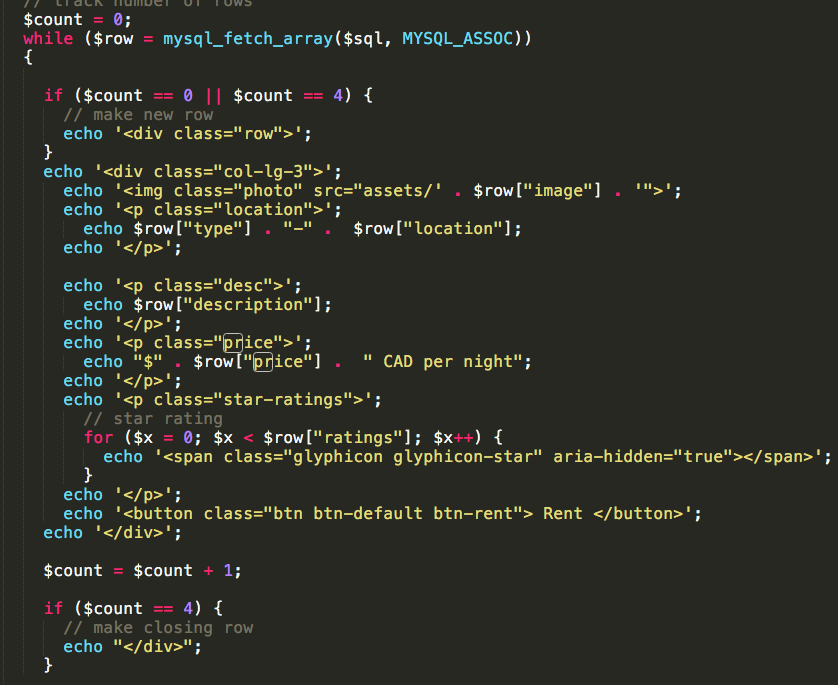 // track number of rows
$count = 0;
while ($row = mysql_fetch_array($sql, MYSQL_ASSOC))
{
if ($count == 0 || $count == 4) {
// make new row
echo '<div class="row">';
}
echo '<div class="col-lg-3">';
echo '<img class="photo" src="assets/' . $row["image"] . '">';
echo '<p class="location">';
echo $row["type"] . "-" .  $row["location"];
echo '</p>';
echo '<p class="desc">';
echo $row["description"];
echo '</p>';
echo '<p class="price">';
echo "$" . $row["price"] .  " CAD per night";
echo '</p>';
echo '<p class="star-ratings">';
// star rating
for ($x = 0; $x < $row["ratings"]; $x++) {
echo '<span class="glyphicon glyphicon-star" aria-hidden="true"></span>';
}
echo '</p>';
echo '<button class="btn btn-default btn-rent"> Rent </button>';
echo '</div>';
$count = $count + 1;
if ($count == 4) {
// make closing row
echo "</div>";
}